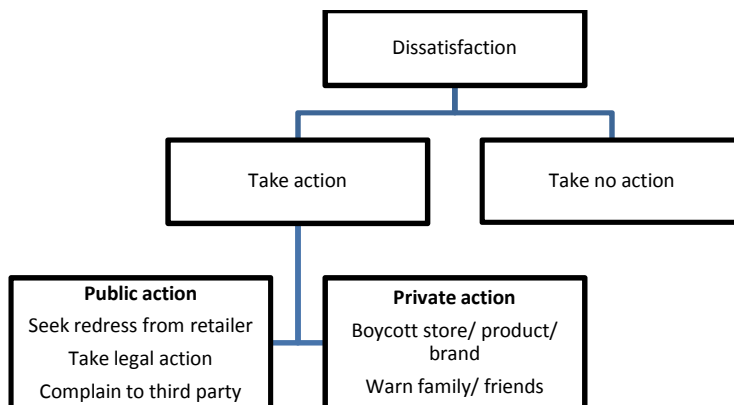 Dissatisfaction
Take action
Take no action
Public action
Seek redress from retailer
Take legal action
Complain to third party
Private action
Boycott store/ product/
brand
Warn family/ friends